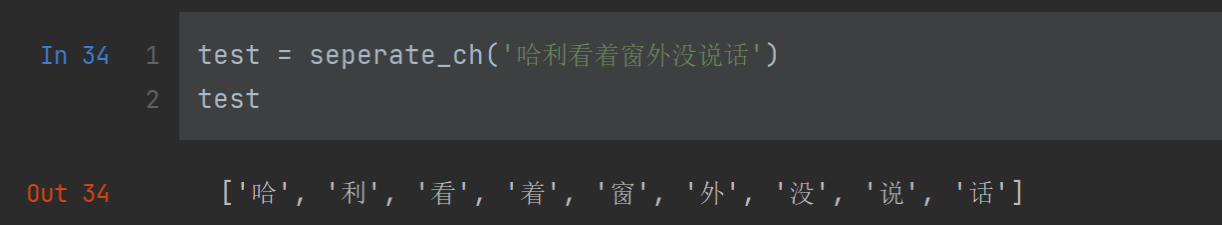 In 34 1 test = seperate_ch('哈利看着窗外没说话')
2 test
Out 34 ['哈', '利', '看', '着', '窗', '外', '没', '说', '话']